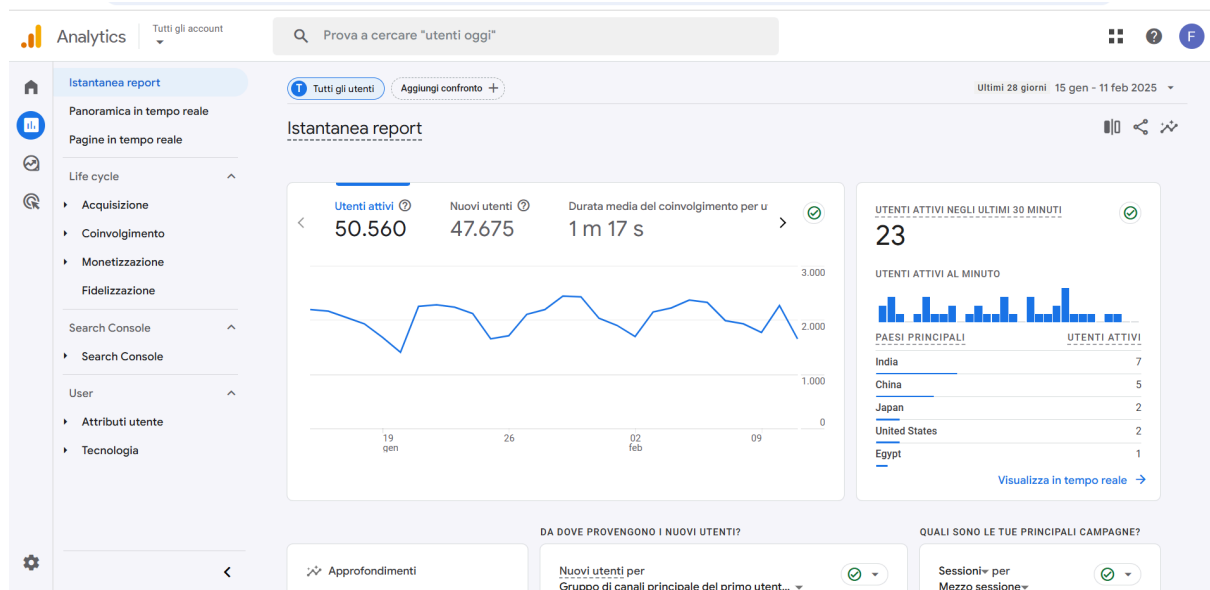 Analytics
Tutti gli account
Prova a cercare "utenti oggi"
F
Istantanea report
Panoramica in tempo reale
Pagine in tempo reale
Life cycle
Acquisizione
Coinvolgimento
Monetizzazione
Fidelizzazione
Search Console
Search Console
User
Attributi utente
Tecnologia
T Tutti gli utenti
Aggiungi confronto
Ultimi 28 giorni 15 gen - 11 feb 2025
Istantanea report
Utenti attivi
50.560
Nuovi utenti
47.675
Durata media del coinvolgimento per u
1 m 17 s
3.000
2.000
1.000
0
19
gen
26
02
feb
09
UTENTI ATTIVI NEGLI ULTIMI 30 MINUTI
23
UTENTI ATTIVI AL MINUTO
PAESI PRINCIPALI UTENTI ATTIVI
India 7
China 5
Japan 2
United States 2
Egypt 1
Visualizza in tempo reale
Approfondimenti
DA DOVE PROVENGONO I NUOVI UTENTI?
Nuovi utenti per
Gruppo di canali principale del primo utent...
QUALI SONO LE TUE PRINCIPALI CAMPAGNE?
Sessioni per
Mezzo sessione